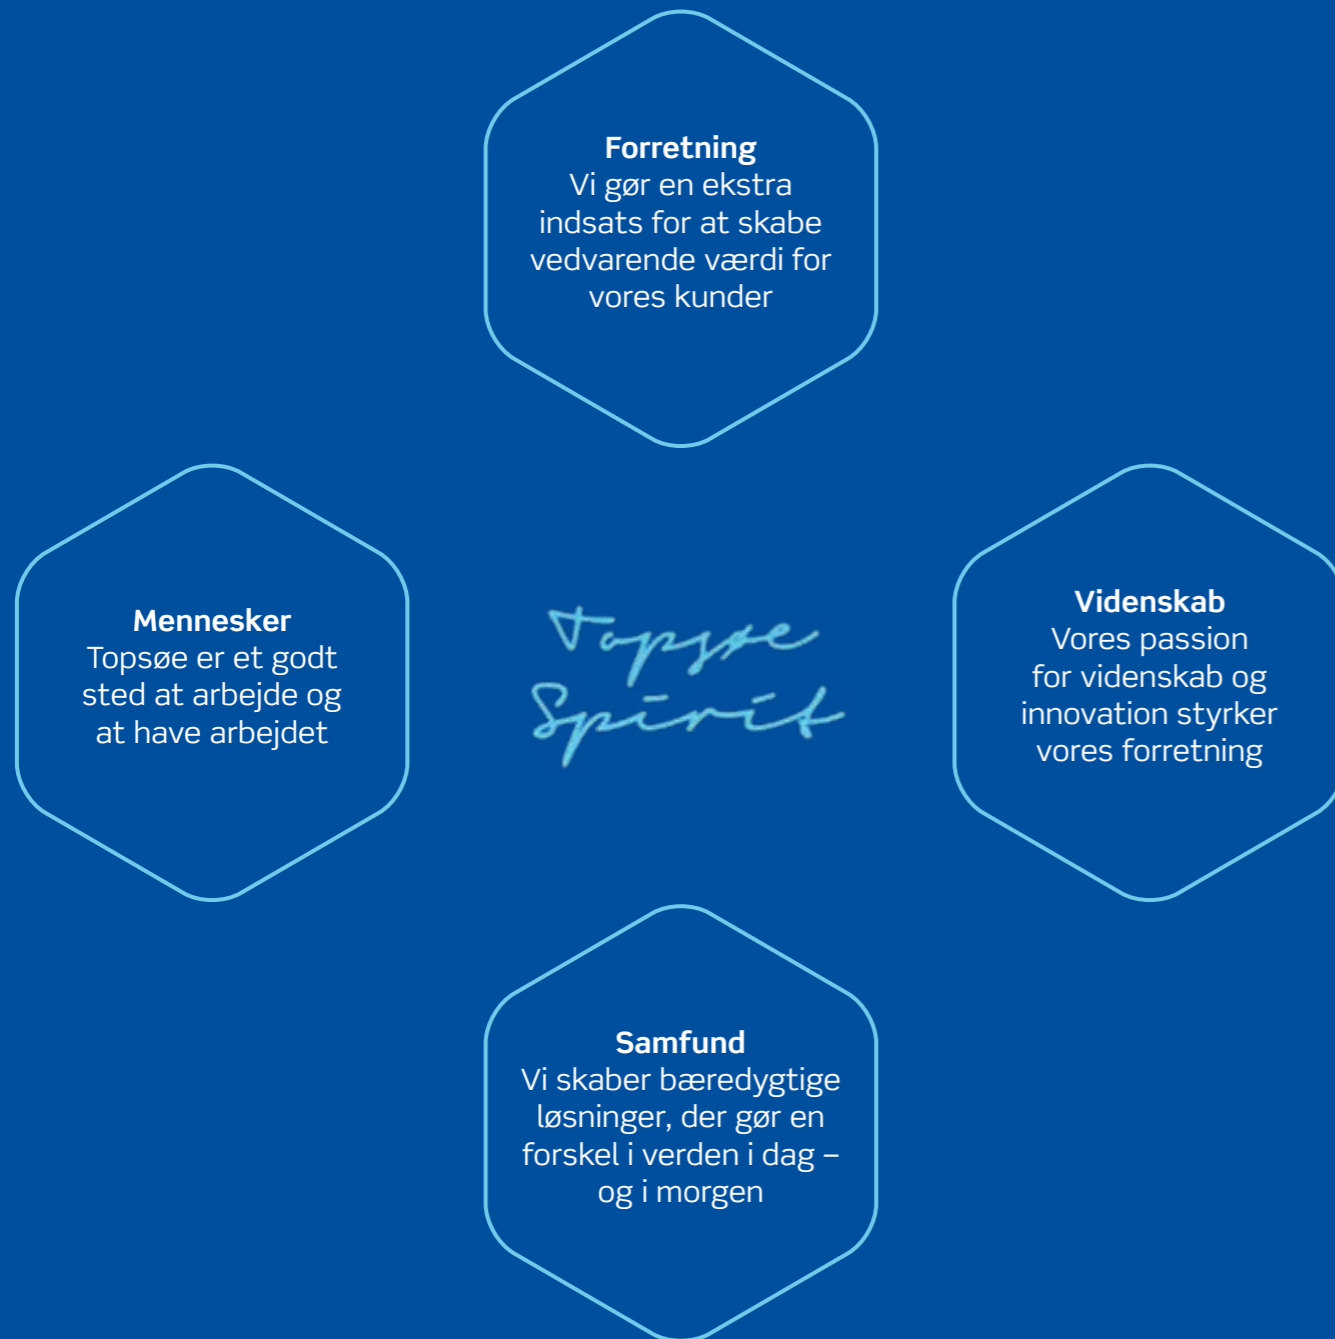 Forretning
Vi gør en ekstra
indsats for at skabe
vedvarende værdi for
vores kunder
Mennesker
Topsøe er et godt
sted at arbejde og
at have arbejdet
Topsøe
Spirit
Videnskab
Vores passion
for videnskab og
innovation styrker
vores forretning
Samfund
Vi skaber bæredygtige
løsninger, der gør en
forskel i verden i dag –
og i morgen